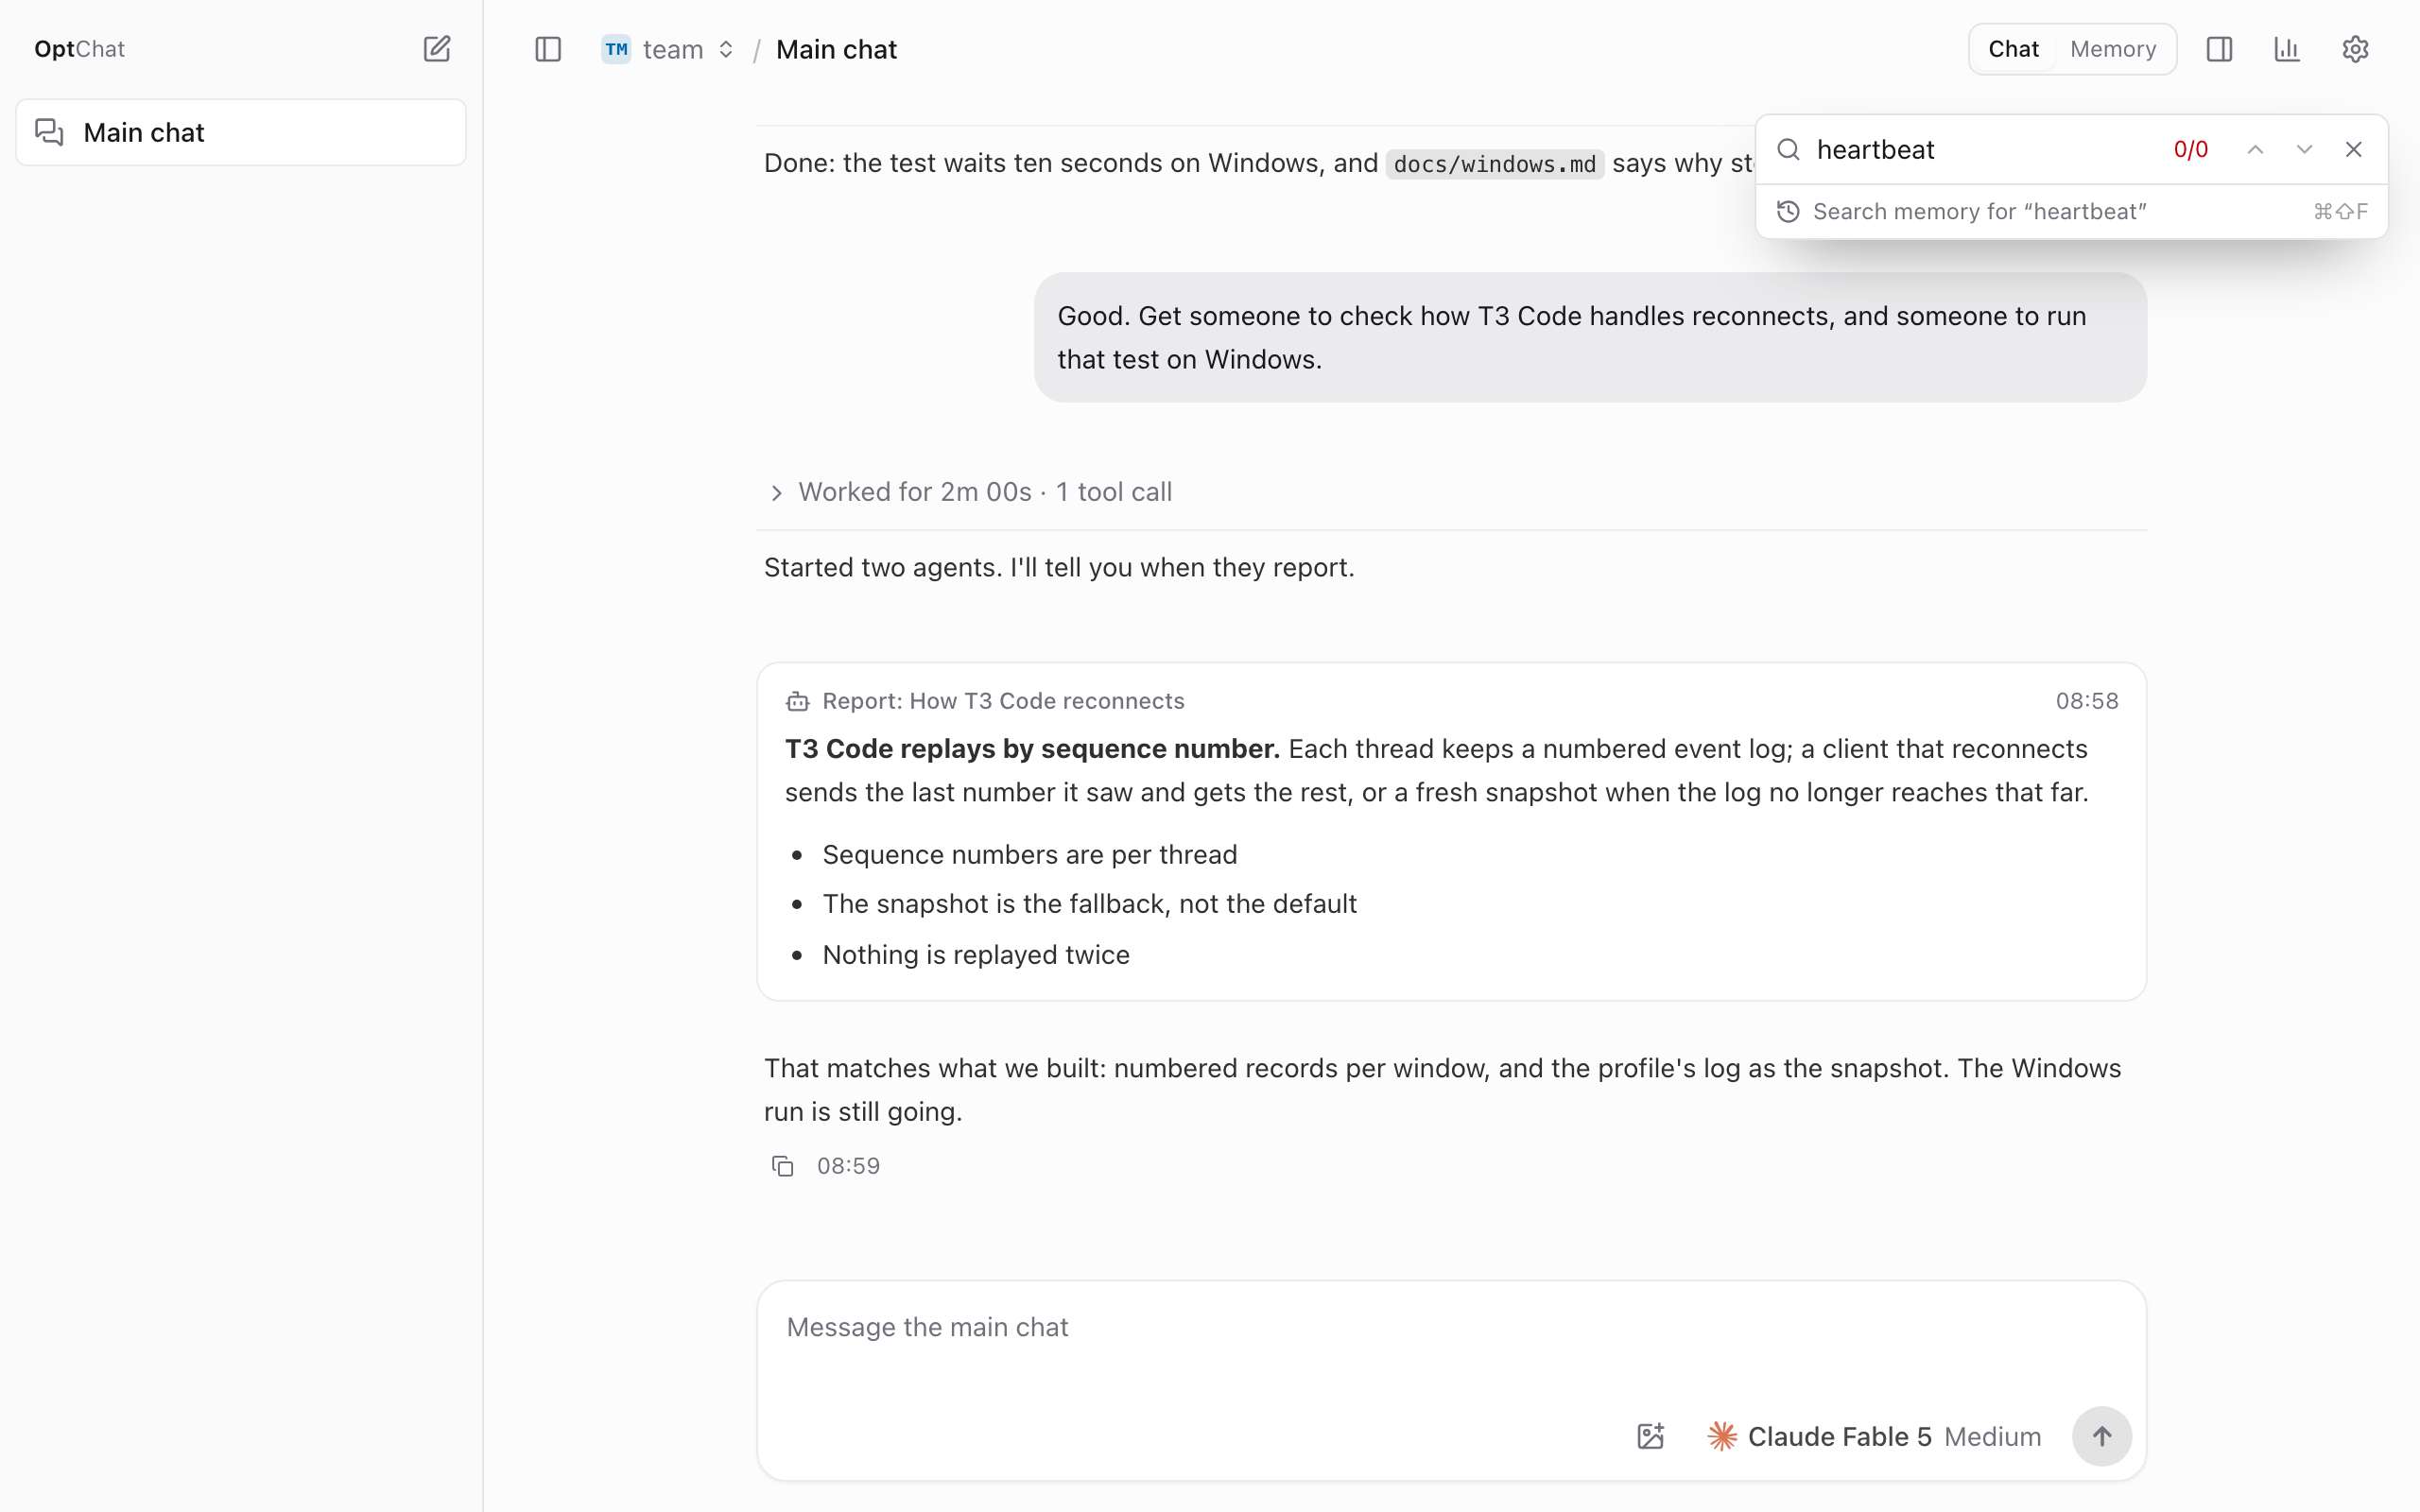 OptChat
TM team / Main chat
Chat Memory
Main chat
heartbeat 0/0
Search memory for “heartbeat” ⌘⇧F
Done: the test waits ten seconds on Windows, and docs/windows.md says why
Good. Get someone to check how T3 Code handles reconnects, and someone to run
that test on Windows.
Worked for 2m 00s · 1 tool call
Started two agents. I'll tell you when they report.
Report: How T3 Code reconnects 08:58
T3 Code replays by sequence number. Each thread keeps a numbered event log; a client that reconnects
sends the last number it saw and gets the rest, or a fresh snapshot when the log no longer reaches that far.
• Sequence numbers are per thread
• The snapshot is the fallback, not the default
• Nothing is replayed twice
That matches what we built: numbered records per window, and the profile's log as the snapshot. The Windows
run is still going.
08:59
Message the main chat
Claude Fable 5 Medium